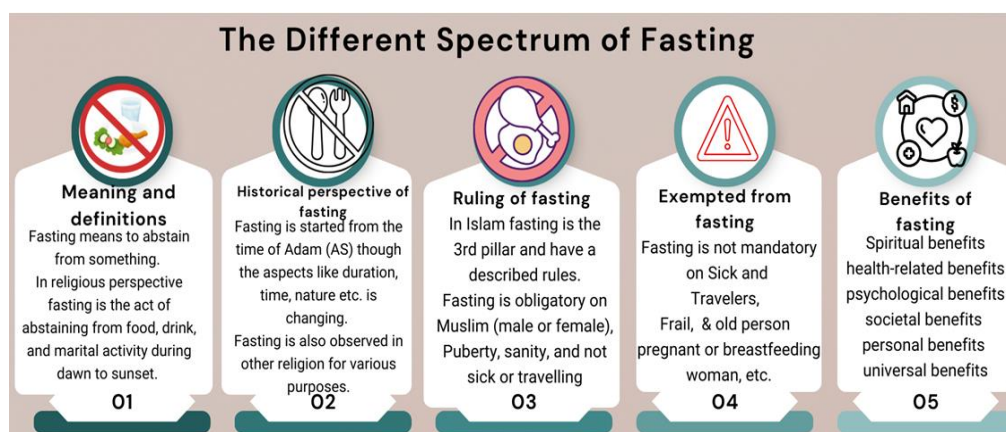 The Different Spectrum of Fasting
Meaning and
definitions
Fasting means to abstain
from something.
In religious perspective
fasting is the act of
abstaining from food, drink,
and marital activity during
dawn to sunset.
01
Historical perspective of
fasting
Fasting is started from the
time of Adam (AS) though
the aspects like duration,
time, nature etc. is
changing.
Fasting is also observed in
other religion for various
purposes.
02
Ruling of fasting
In Islam fasting is the
3rd pillar and have a
described rules.
Fasting is obligatory on
Muslim (male or female),
Puberty, sanity, and not
sick or travelling
03
Exempted from
fasting
Fasting is not mandatory
on Sick and
Travelers,
Frail, & old person
pregnant or breastfeeding
woman, etc.
04
$
Benefits of
fasting
Spiritual benefits
health-related benefits
psychological benefits
societal benefits
personal benefits
universal benefits
05